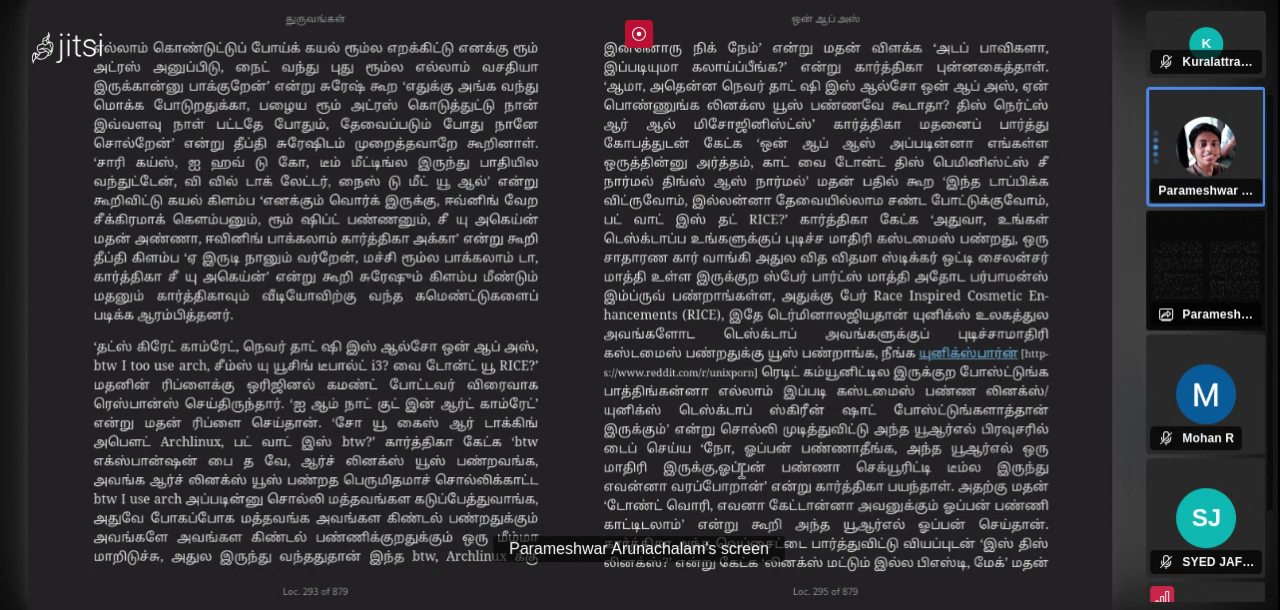 துருவங்கள்
jitsi
எல்லாம் கொண்டுட்டுப் போய்க் கயல் ரூம்ல எறக்கிட்டு எனக்கு ரூம்
அட்ரஸ் அனுப்பிடு, நைட் வந்து புது ரூம்ல எல்லாம் வசதியா
இருக்கான்னு பாக்குறேன்’ என்று சுரேஷ் கூற ‘எதுக்கு அங்க வந்து
மொக்க போடுறதுக்கா, பழைய ரூம் அட்ரஸ் கொடுத்துட்டு நான்
இவ்வளவு நாள் பட்டதே போதும், தேவைப்படும் போது நானே
சொல்றேன்’ என்று தீப்தி சுரேஷிடம் முறைத்தவாறே கூறினாள்.
‘சாரி கய்ஸ், ஐ ஹவ் டு கோ, டீம் மீட்டிங்ல இருந்து பாதியில
வந்துட்டேன், வி வில் டாக் லேட்டர், நைஸ் டு மீட் யூ ஆல்’ என்று
கூறிவிட்டு கயல் கிளம்ப ‘எனக்கும் வொர்க் இருக்கு, ஈவ்னிங் வேற
சீக்கிரமாக் கெளம்பனும், ரூம் ஷிப்ட் பண்ணனும், சீ யு அகெய்ன்
மதன் அண்ணா, ஈவினிங் பாக்கலாம் கார்த்திகா அக்கா’ என்று கூறி
தீப்தி கிளம்ப ‘ஏ இருடி நானும் வர்றேன், மச்சி ரூம்ல பாக்கலாம் டா,
கார்த்திகா சீ யு அகெய்ன்’ என்று கூறி சுரேஷும் கிளம்ப மீண்டும்
மதனும் கார்த்திகாவும் வீடியோவிற்கு வந்த கமெண்ட்டுகளைப்
படிக்க ஆரம்பித்தனர்.
‘தட்ஸ் கிரேட் காம்ரேட், நெவர் தாட் ஷி இஸ் ஆல்சோ ஒன் ஆப் அஸ்,
btw I too use arch, சீம்ஸ் யு யூசிங் டீபால்ட் i3? வை டோன்ட் யூ RICE?’
மதனின் ரிப்ளைக்கு ஒரிஜினல் கமண்ட் போட்டவர் விரைவாக
ரெஸ்பான்ஸ் செய்திருந்தார். ‘ஐ ஆம் நாட் குட் இன் ஆர்ட் காம்ரேட்’
என்று மதன் ரிப்ளை செய்தான். ‘சோ யூ கைஸ் ஆர் டாக்கிங்
அபௌட் Archlinux, பட் வாட் இஸ் btw?’ கார்த்திகா கேட்க ‘btw
எக்ஸ்பான்ஷன் பை த வே, ஆர்ச் லினக்ஸ் யூஸ் பண்றவங்க,
அவங்க ஆர்ச் லினக்ஸ் யூஸ் பண்றத பெருமிதமாச் சொல்லிக்காட்ட
btw I use arch அப்படின்னு சொல்லி மத்தவங்கள கடுப்பேத்துவாங்க,
அதுவே போகப்போக மத்தவங்க அவங்கள கிண்டல் பண்றதுக்கும்
அவங்களே அவங்கள கிண்டல் பண்ணிக்குறதுக்கும் ஒரு மீம்மா
மாறிடுச்சு, அதுல இருந்து வந்ததுதான் இந்த btw, Archlinux க்கு
Loc. 293 of 879
ஒன் ஆப் அஸ்
இன்னொரு நிக் நேம்’ என்று மதன் விளக்க ‘அடப் பாவிகளா,
இப்படியுமா கலாய்ப்பீங்க?’ என்று கார்த்திகா புன்னகைத்தாள்.
‘ஆமா, அதென்ன நெவர் தாட் ஷி இஸ் ஆல்சோ ஒன் ஆப் அஸ், ஏன்
பொண்ணுங்க லினக்ஸ யூஸ் பண்ணவே கூடாதா? திஸ் நெர்ட்ஸ்
ஆர் ஆல் மிசோஜினிஸ்ட்ஸ்’ கார்த்திகா மதனைப் பார்த்து
கோபத்துடன் கேட்க ‘ஒன் ஆப் ஆஸ் அப்படின்னா எங்கள்ள
ஒருத்தின்னு அர்த்தம், காட் வை டோன்ட் திஸ் பெமினிஸ்ட்ஸ் சீ
நார்மல் திங்ஸ் ஆஸ் நார்மல்’ மதன் பதில் கூற ‘இந்த டாப்பிக்க
விட்ருவோம், இல்லன்னா தேவையில்லாம சண்ட போட்டுக்குவோம்,
பட் வாட் இஸ் தட் RICE?’ கார்த்திகா கேட்க ‘அதுவா, உங்கள்
டெஸ்க்டாப்ப உங்களுக்குப் புடிச்ச மாதிரி கஸ்டமைஸ் பண்றது, ஒரு
சாதாரண கார் வாங்கி அதுல வித விதமா ஸ்டிக்கர் ஒட்டி சைலன்சர்
மாத்தி உள்ள இருக்குற ஸ்பேர் பார்ட்ஸ் மாத்தி அதோட பர்பாமன்ஸ்
இம்ப்ருவ் பண்றாங்கள்ள, அதுக்கு பேர் Race Inspired Cosmetic En-
hancements (RICE), இதே டெர்மினாலஜியதான் யுனிக்ஸ் உலகத்துல
அவங்களோட டெஸ்க்டாப் அவங்களுக்குப் புடிச்சாமாதிரி
கஸ்டமைஸ் பண்றதுக்கு யூஸ் பண்றாங்க, நீங்க யுனிக்ஸ்பார்ன் [http-
s://www.reddit.com/r/unixporn] ரெடிட் கம்யூனிட்டில இருக்குற போஸ்ட்டுங்க
பாத்திங்கன்னா எல்லாம் இப்படி கஸ்டமைஸ் பண்ண லினக்ஸ்/
யுனிக்ஸ் டெஸ்க்டாப் ஸ்கிரீன் ஷாட் போஸ்ட்டுங்களாத்தான்
இருக்கும்’ என்று சொல்லி முடித்துவிட்டு அந்த யூஆர்எல் பிரவுசரில்
டைப் செய்ய ‘நோ, ஓப்பன் பண்ணாதீங்க, அந்த யூஆர்எல் ஒரு
மாதிரி இருக்கு,ஓப்பன் பண்ணா செக்யூரிட்டி டீம்ல இருந்து
எவன்னா வரப்போறான்’ என்று கார்த்திகா பயந்தாள். அதற்கு மதன்
‘டோண்ட் வொரி, எவனா கேட்டான்னா அவனுக்கும் ஓப்பன் பண்ணி
காட்டிடலாம்’ என்று கூறி அந்த யூஆர்எல் ஓப்பன் செய்தான்.
பார்த்துவிட்டு வியப்புடன் ‘இஸ் திஸ்
லினக்ஸ்?’ என்று கேட்க ‘லினக்ஸ் மட்டும் இல்ல பிஎஸ்டி, மேக்’ மதன்
Loc. 295 of 879
Parameshwar Arunachalam's screen
K
Kuralattra...
Parameshwar ...
Paramesh...
M
Mohan R
SJ
SYED JAF...